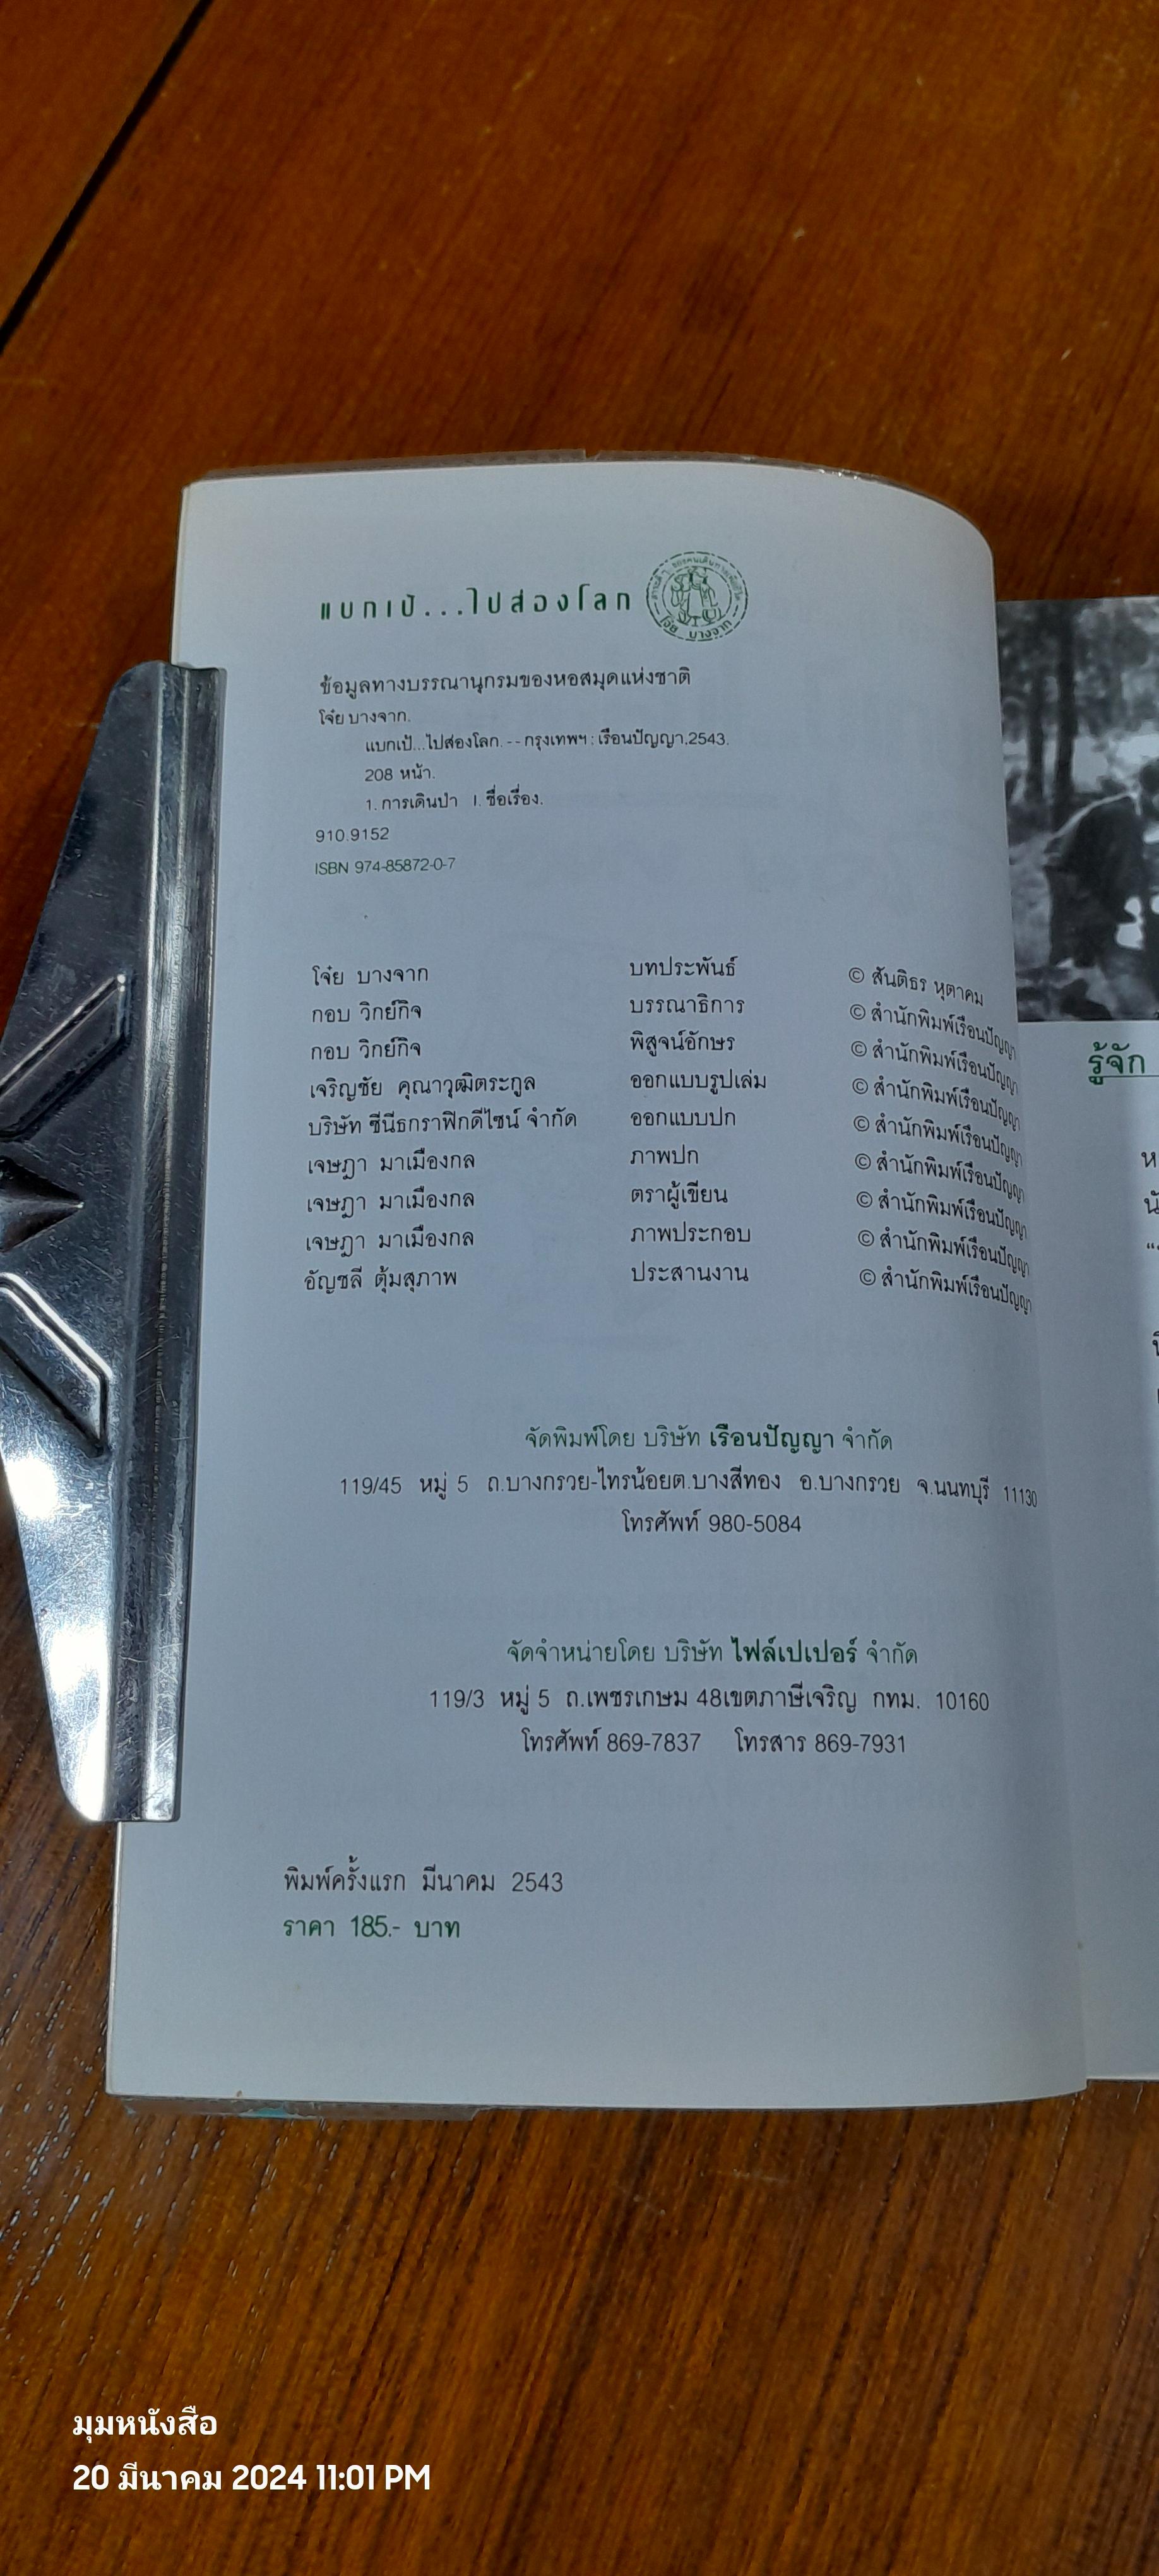 แบกเป้...ไปส่องโลก
โจ๋ย บางจาก
ข้อมูลทางบรรณานุกรมของหอสมุดแห่งชาติ
โจ๋ย บางจาก.
แบกเป้...ไปส่องโลก. -- กรุงเทพฯ : เรือนปัญญา,2543.
208 หน้า.
1. การเดินป่า I. ชื่อเรื่อง.
910.9152
ISBN 974-85872-0-7
โจ๋ย บางจาก บทประพันธ์ © สันติธร หุตาคม
กอบ วิกย์กิจ บรรณาธิการ © สำนักพิมพ์เรือนปัญญา
กอบ วิกย์กิจ พิสูจน์อักษร © สำนักพิมพ์เรือนปัญญา
เจริญชัย คุณาวุฒิตระกูล ออกแบบรูปเล่ม © สำนักพิมพ์เรือนปัญญา
บริษัท ซีนีธกราฟิกดีไซน์ จำกัด ออกแบบปก © สำนักพิมพ์เรือนปัญญา
เจษฎา มาเมืองกล ภาพปก © สำนักพิมพ์เรือนปัญญา
เจษฎา มาเมืองกล ตราผู้เขียน © สำนักพิมพ์เรือนปัญญา
เจษฎา มาเมืองกล ภาพประกอบ © สำนักพิมพ์เรือนปัญญา
อัญชลี ตุ้มสุภาพ ประสานงาน © สำนักพิมพ์เรือนปัญญา
จัดพิมพ์โดย บริษัท เรือนปัญญา จำกัด
119/45 หมู่ 5 ถ.บางกรวย-ไทรน้อยต.บางสีทอง อ.บางกรวย จ.นนทบุรี 11130
โทรศัพท์ 980-5084
จัดจำหน่ายโดย บริษัท ไฟล์เปเปอร์ จำกัด
119/3 หมู่ 5 ถ.เพชรเกษม 48เขตภาษีเจริญ กทม. 10160
โทรศัพท์ 869-7837 โทรสาร 869-7931
พิมพ์ครั้งแรก มีนาคม 2543
ราคา 185.- บาท
รู้จัก
มุมหนังสือ
20 มีนาคม 2024 11:01 PM